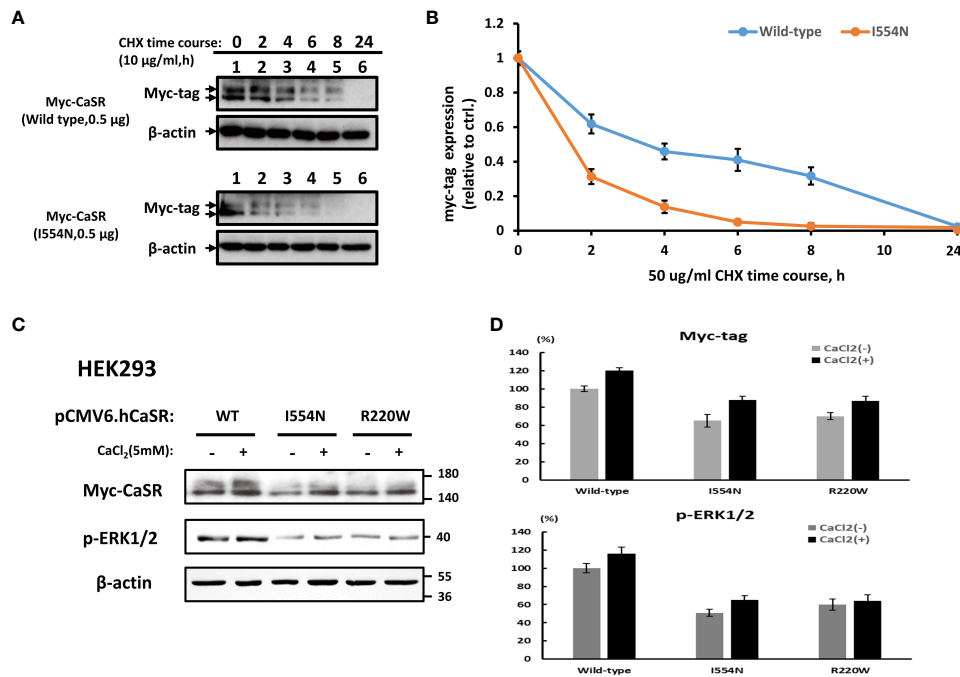 A
CHX time course: 0 2 4 6 8 24
(10 µg/ml,h) 1 2 3 4 5 6
Myc-tag
Myc-CaSR
(Wild type,0.5 µg)
β-actin
1 2 3 4 5 6
Myc-tag
Myc-CaSR
(I554N,0.5 µg)
β-actin
B
Wild-type I554N
myc-tag expression
(relative to ctrl.)
1.2
1
0.8
0.6
0.4
0.2
0
0 2 4 6 8 10 24
50 ug/ml CHX time course, h
C
HEK293
pCMV6.hCaSR: WT I554N R220W
CaCl2(5mM): - + - + - +
Myc-CaSR
180
140
p-ERK1/2
40
β-actin
55
36
D
Myc-tag
(%)
CaCl2(-)
CaCl2(+)
140
120
100
80
60
40
20
0
Wild-type I554N R220W
p-ERK1/2
(%)
CaCl2(-)
CaCl2(+)
140
120
100
80
60
40
20
0
Wild-type I554N R220W